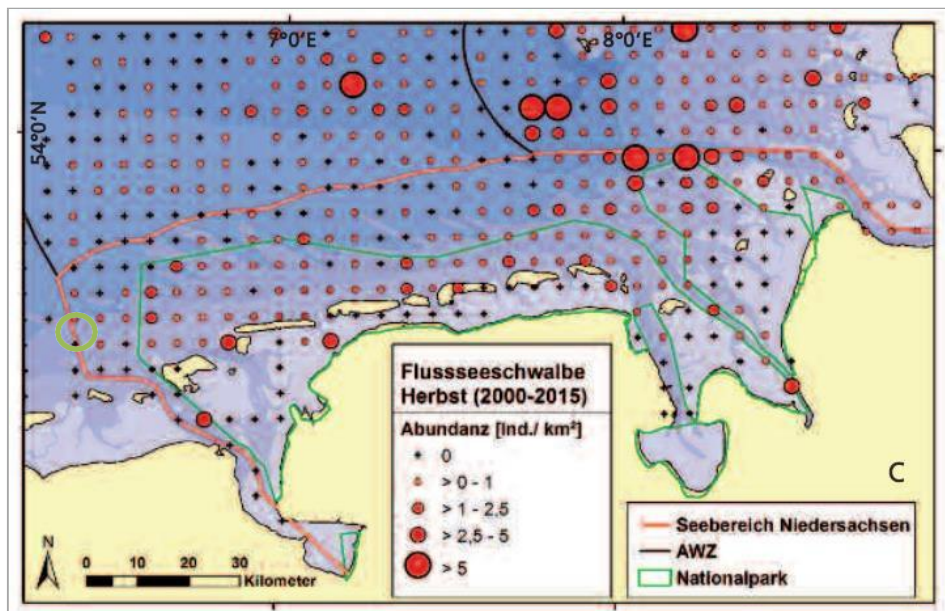 7°0'E
8°0'E
54°0'N
Flussseeschwalbe
Herbst (2000-2015)
Abundanz [Ind./ km²]
0
> 0 - 1
> 1 - 2,5
> 2,5 - 5
> 5
C
Seebereich Niedersachsen
AWZ
Nationalpark
N
0 10 20 30
Kilometer